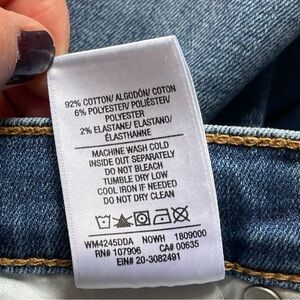 92% COTTON/ ALGODÓN/ COTON
6% POLYESTER/ POLIÉSTER/
POLYESTER
2% ELASTANE/ ELASTANO/
ÉLASTHANNE
MACHINE WASH COLD
INSIDE OUT SEPARATELY
DO NOT BLEACH
TUMBLE DRY LOW
COOL IRON IF NEEDED
DO NOT DRY CLEAN
WM4245DDA NOWH 1809000
RN# 107906 CA# 00635
EIN# 20-3082491